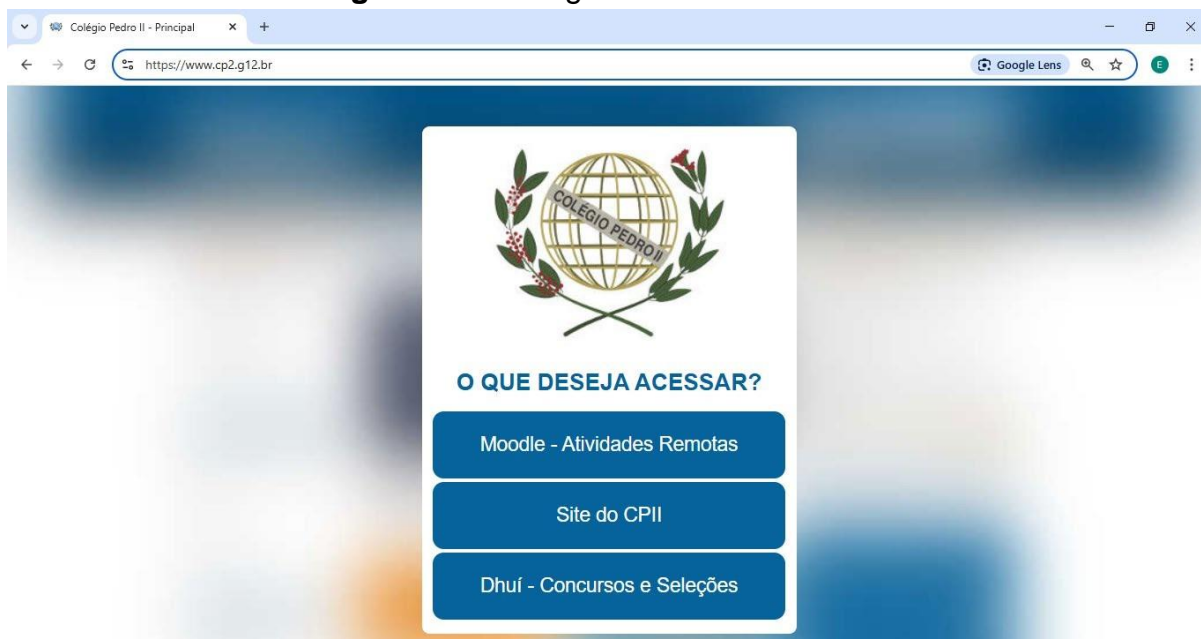 Colégio Pedro II - Principal
https://www.cp2.g12.br
Google Lens
E
COLÉGIO PEDRO II
O QUE DESEJA ACESSAR?
Moodle - Atividades Remotas
Site do CPII
Dhuí - Concursos e Seleções